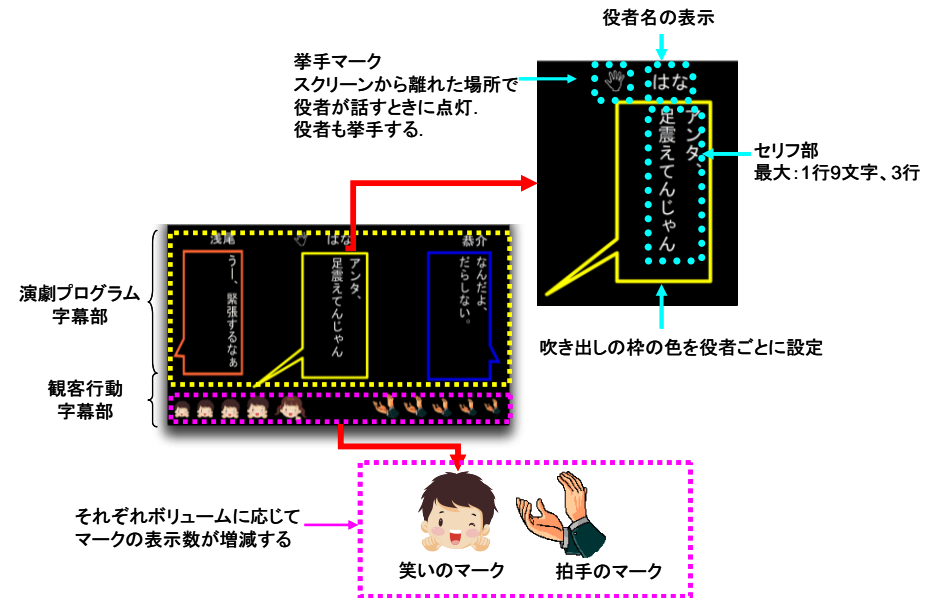 役者名の表示
挙手マーク
スクリーンから離れた場所で
役者が話すときに点灯.
役者も挙手する.
はな
アンタ、
足震えてんじゃん
セリフ部
最大：1行9文字、3行
吹き出しの枠の色を役者ごとに設定
演劇プログラム
字幕部
観客行動
字幕部
浅尾
うー、緊張するなぁ
はな
アンタ、
足震えてんじゃん
恭介
なんだよ、
だらしない。
それぞれボリュームに応じて
マークの表示数が増減する
笑いのマーク
拍手のマーク